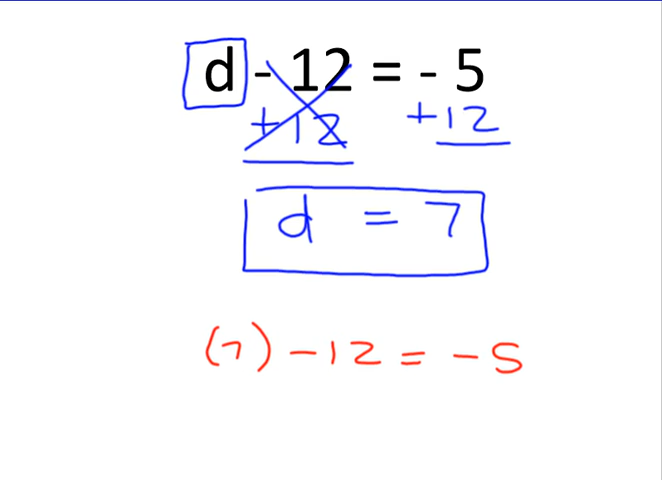 d - 12 = - 5
+12 +12
d = 7
(7) - 12 = - 5